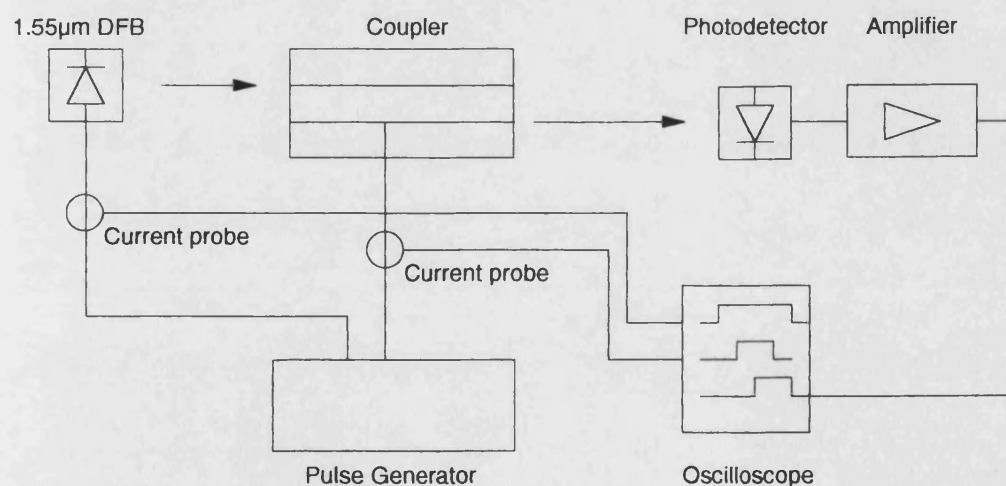 1.55µm DFB
Coupler
Photodetector
Amplifier
Current probe
Current probe
Pulse Generator
Oscilloscope